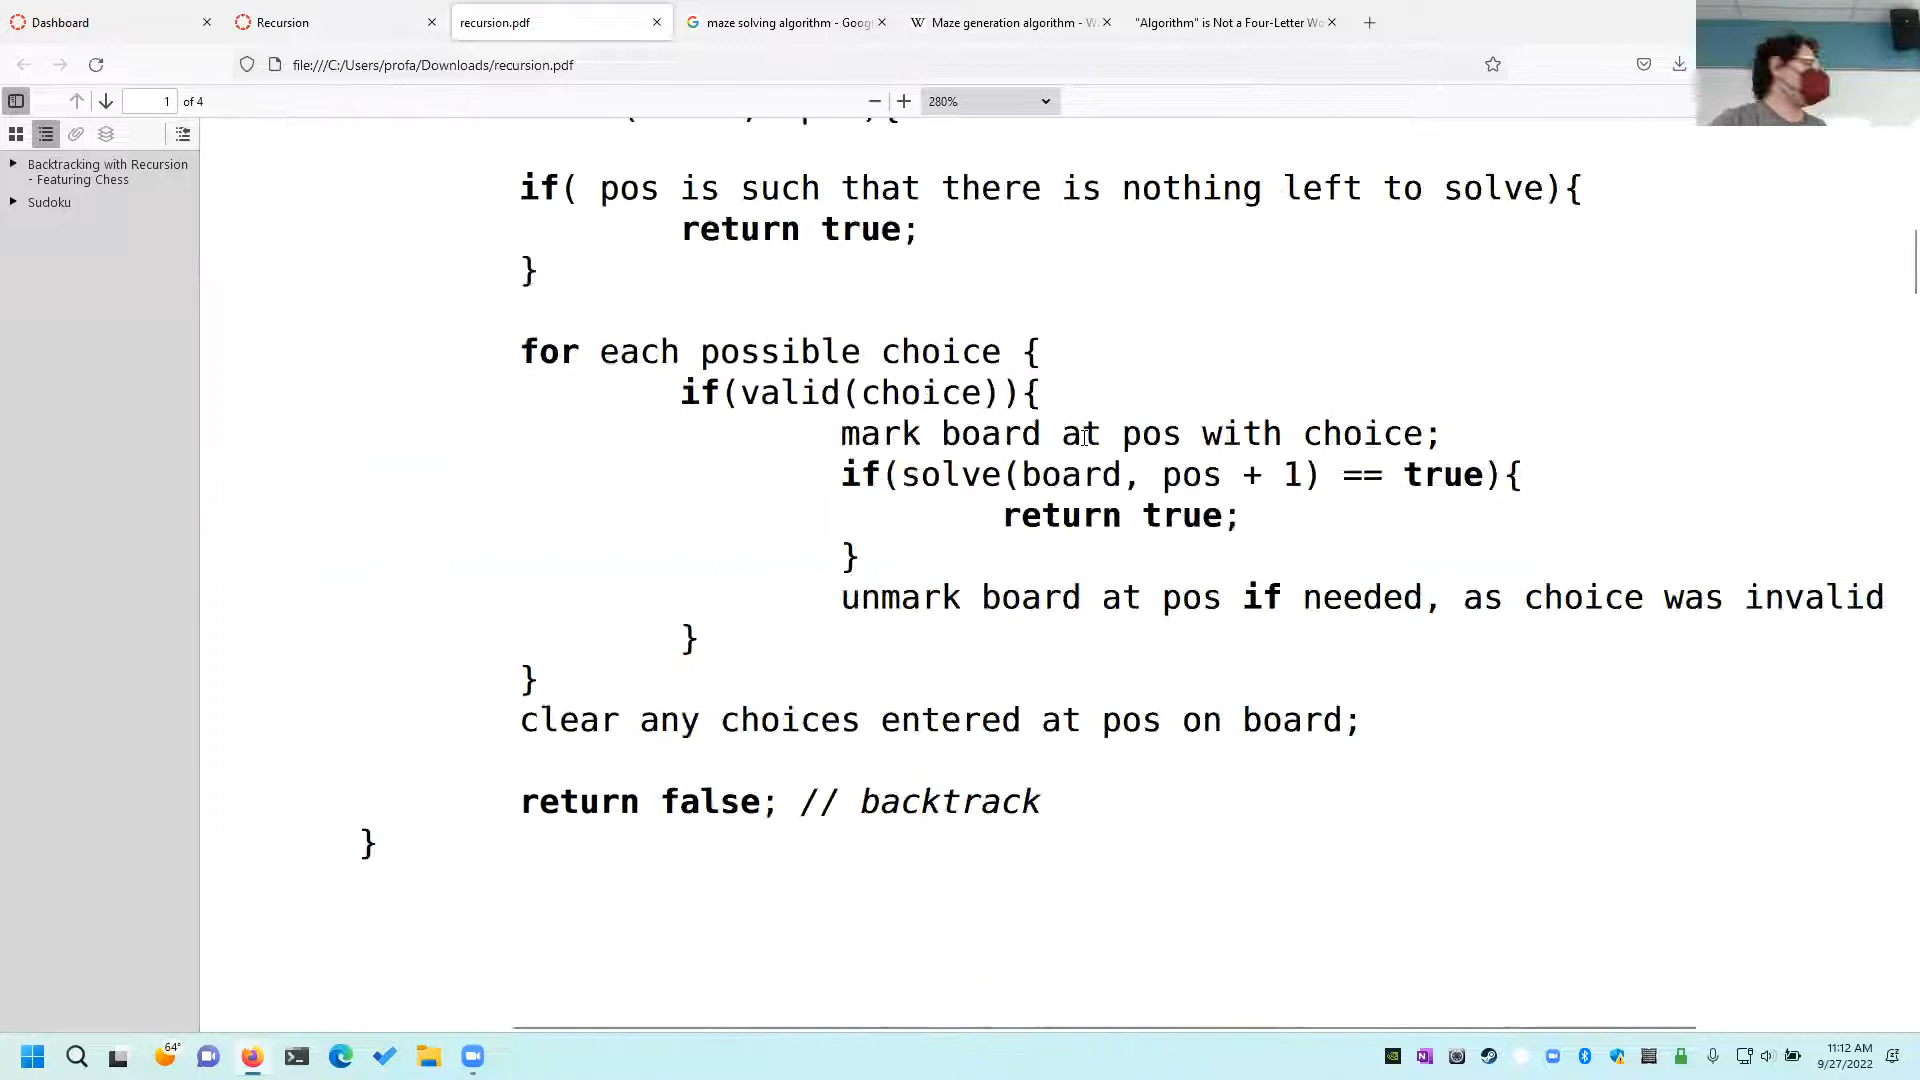 Dashboard
Recursion
recursion.pdf
maze solving algorithm - Goog
Maze generation algorithm - W
"Algorithm" is Not a Four-Letter Wo
file:///C:/Users/profa/Downloads/recursion.pdf
1 of 4
280%
Backtracking with Recursion
- Featuring Chess
Sudoku
if( pos is such that there is nothing left to solve){
return true;
}
for each possible choice {
if(valid(choice)){
mark board at pos with choice;
if(solve(board, pos + 1) == true){
return true;
}
unmark board at pos if needed, as choice was invalid
}
}
clear any choices entered at pos on board;
return false; // backtrack
}
64°
11:12 AM
9/27/2022